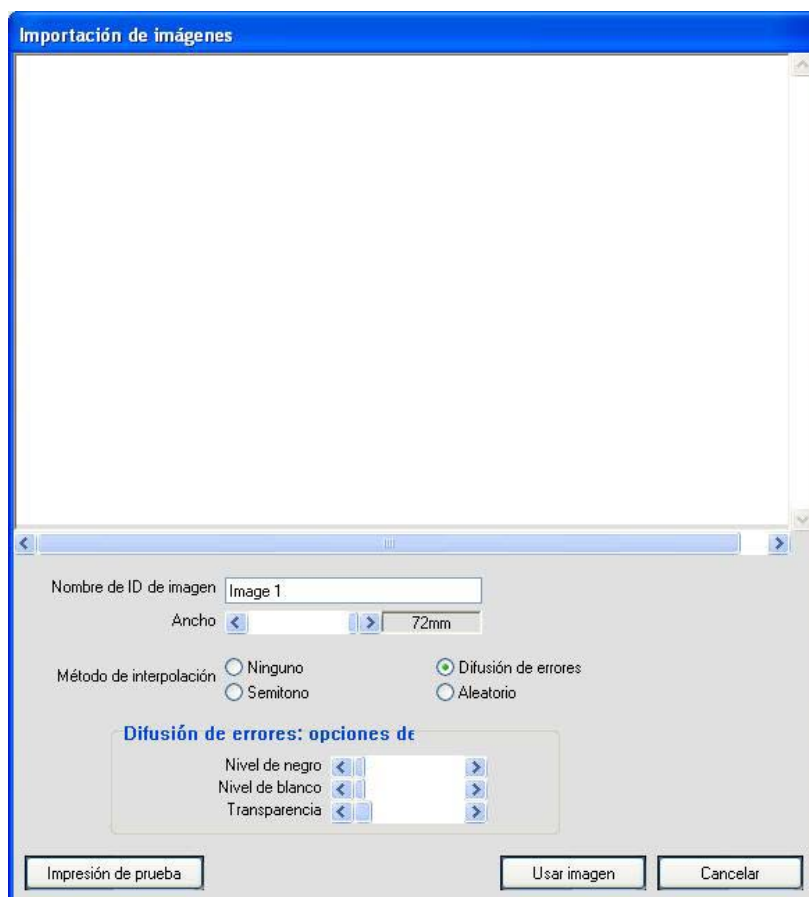 Importación de imágenes
Nombre de ID de imagen Image 1
Ancho 72mm
Método de interpolación Ninguno Difusión de errores
Semitono Aleatorio
Difusión de errores: opciones de
Nivel de negro
Nivel de blanco
Transparencia
Impresión de prueba Usar imagen Cancelar